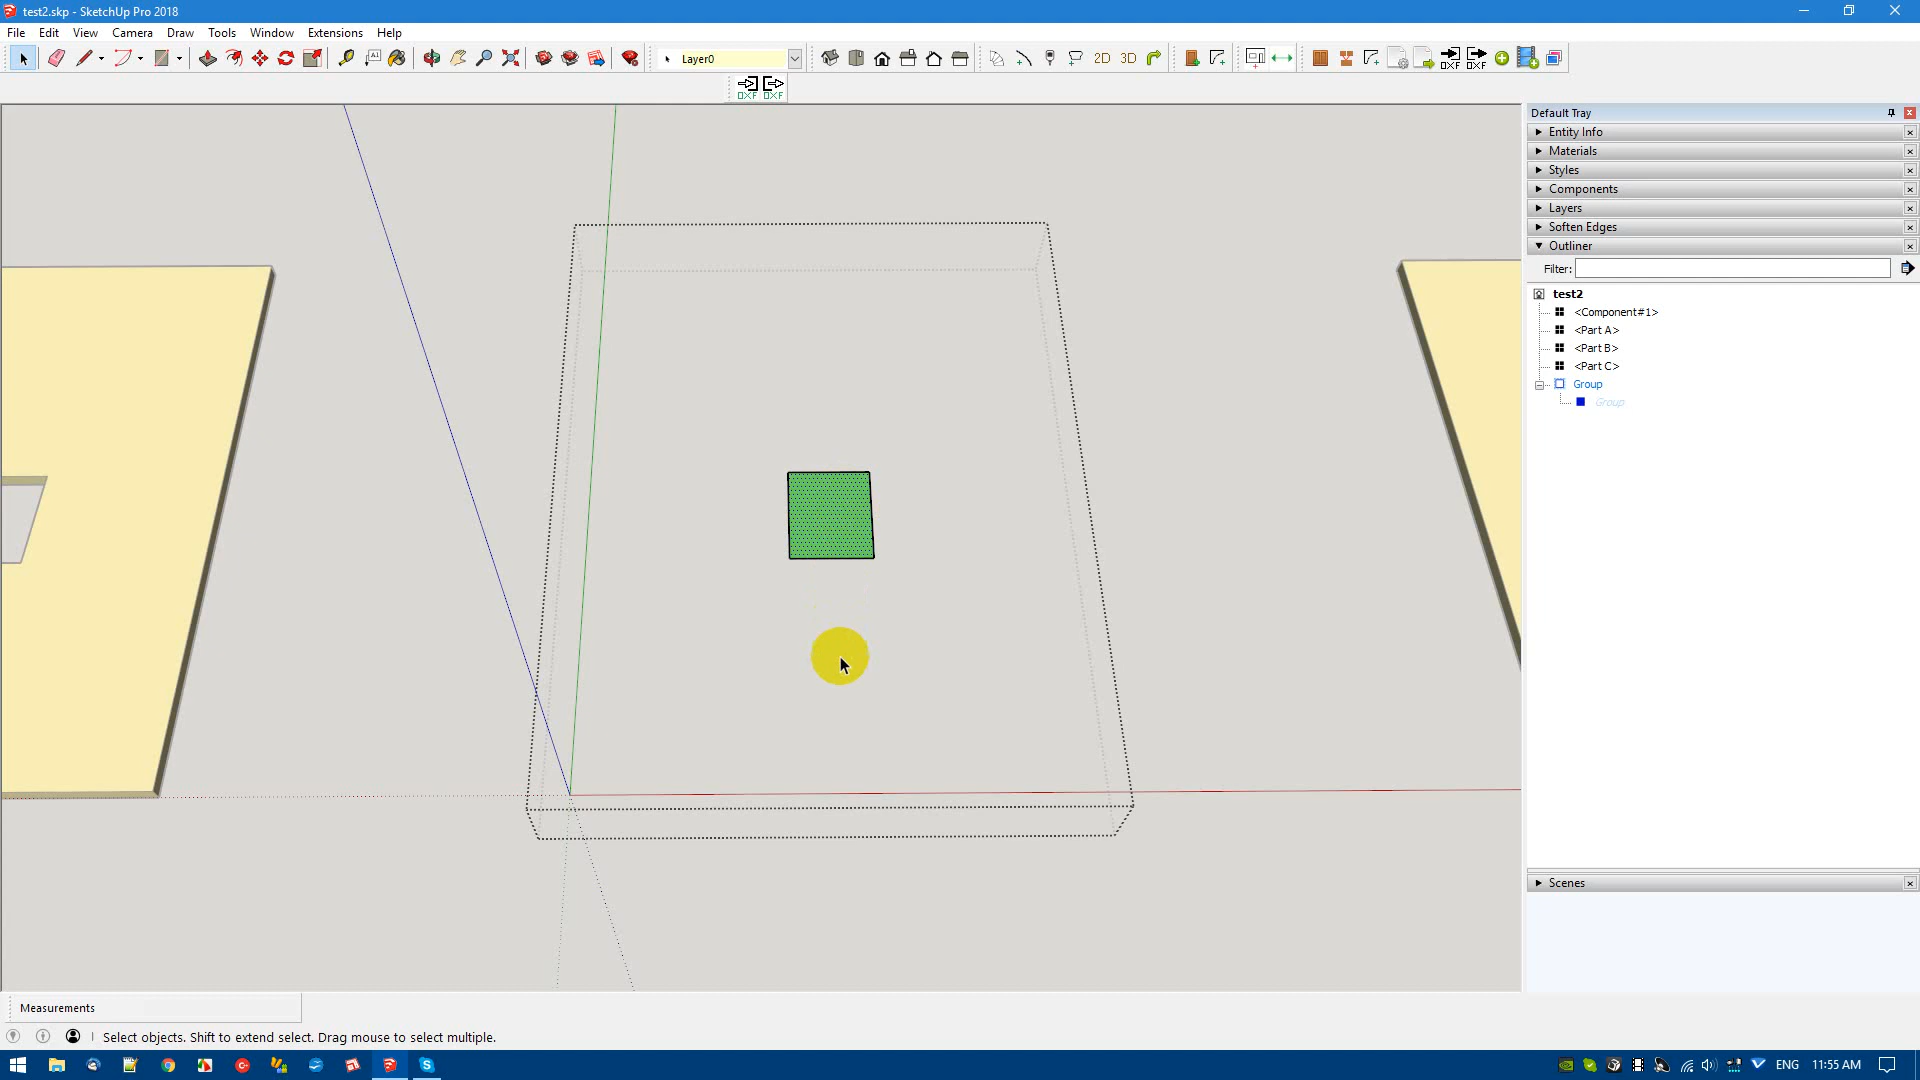 test2.skp - SketchUp Pro 2018
File Edit View Camera Draw Tools Window Extensions Help
A1 Layer0 2D 3D DXF DXF
DXF DXF
Default Tray
Entity Info
Materials
Styles
Components
Layers
Soften Edges
Outliner
Filter:
test2
<Component#1>
<Part A>
<Part B>
<Part C>
Group
Group
Scenes
Measurements
Select objects. Shift to extend select. Drag mouse to select multiple.
ENG 11:55 AM